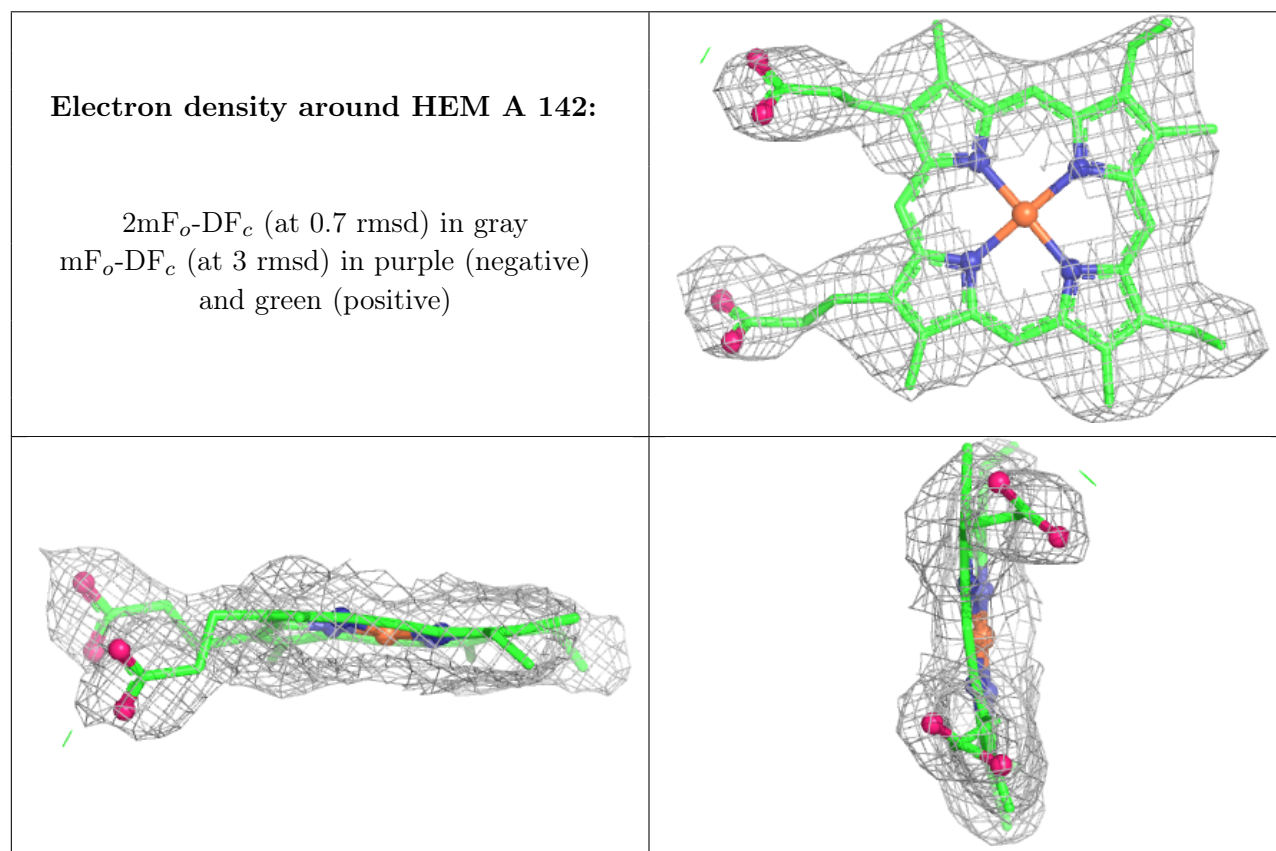 Electron density around HEM A 142:
2mFₒ-DF𝒸 (at 0.7 rmsd) in gray
mFₒ-DF𝒸 (at 3 rmsd) in purple (negative)
and green (positive)